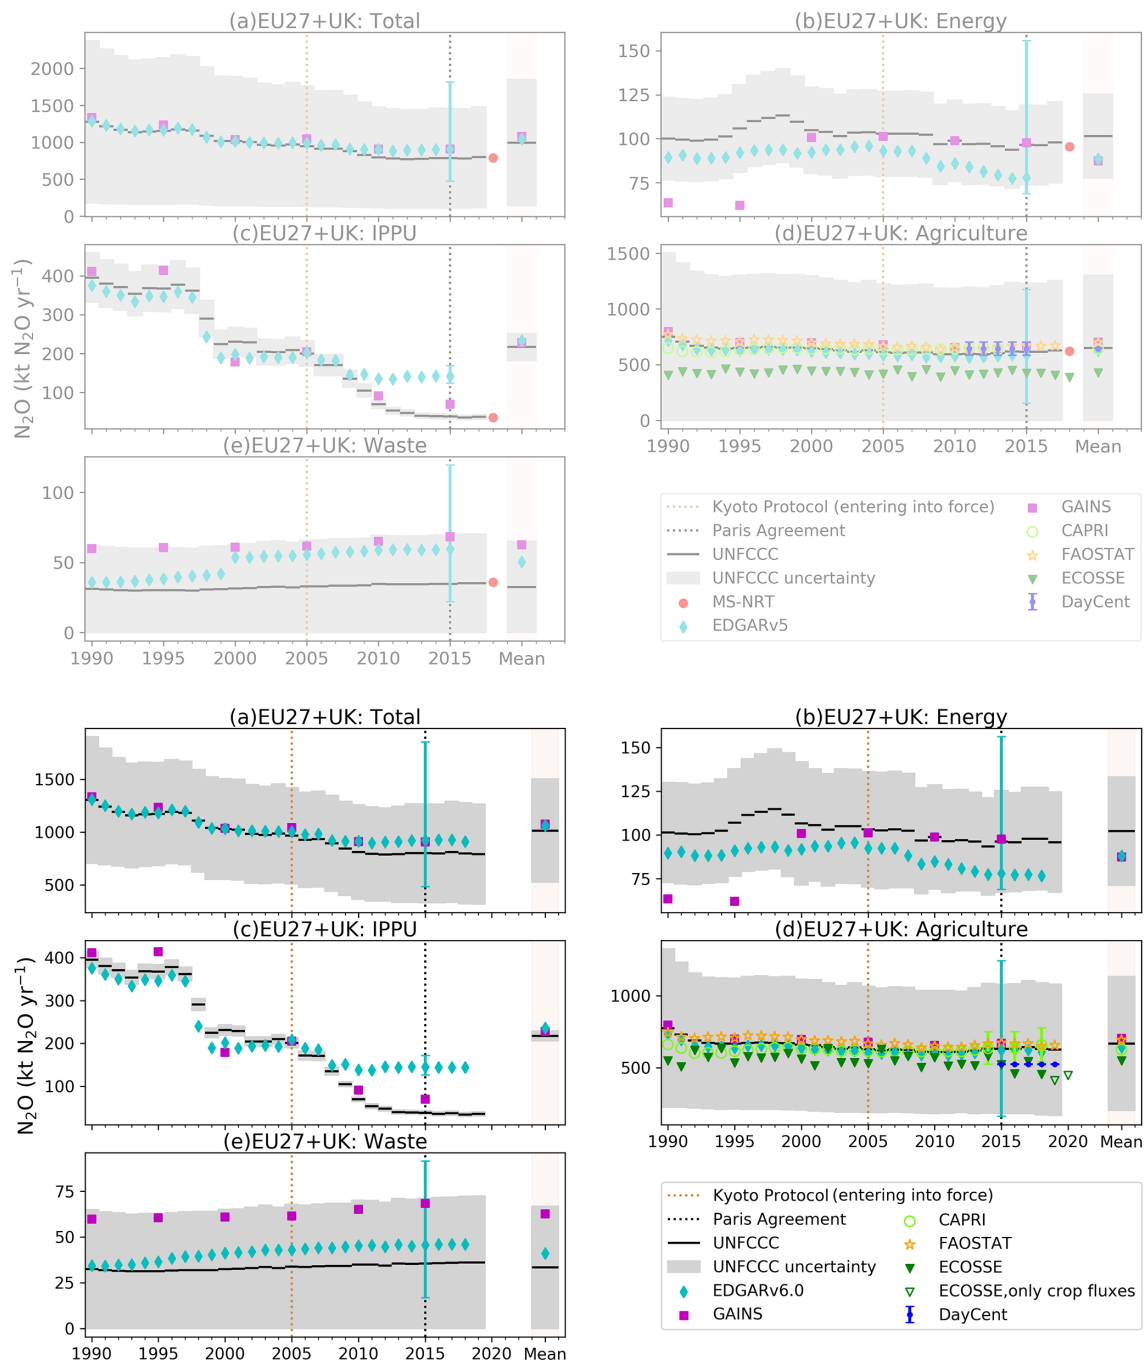 (a)EU27+UK: Total
2000
1500
1000
500
0
(b)EU27+UK: Energy
150
125
100
75
(c)EU27+UK: IPPU
400
300
200
100
N₂O (kt N₂O yr⁻¹)
(d)EU27+UK: Agriculture
1500
1000
500
0
1990 1995 2000 2005 2010 2015 Mean
(e)EU27+UK: Waste
100
50
0
1990 1995 2000 2005 2010 2015 Mean
Kyoto Protocol (entering into force)
Paris Agreement
UNFCCC
UNFCCC uncertainty
MS-NRT
EDGARv5
GAINS
CAPRI
FAOSTAT
ECOSSE
DayCent
(a)EU27+UK: Total
1500
1000
500
(b)EU27+UK: Energy
150
125
100
75
(c)EU27+UK: IPPU
400
300
200
100
N₂O (kt N₂O yr⁻¹)
(d)EU27+UK: Agriculture
1000
500
1990 1995 2000 2005 2010 2015 2020 Mean
(e)EU27+UK: Waste
75
50
25
0
1990 1995 2000 2005 2010 2015 2020 Mean
Kyoto Protocol (entering into force)
Paris Agreement
UNFCCC
UNFCCC uncertainty
EDGARv6.0
GAINS
CAPRI
FAOSTAT
ECOSSE
ECOSSE,only crop fluxes
DayCent